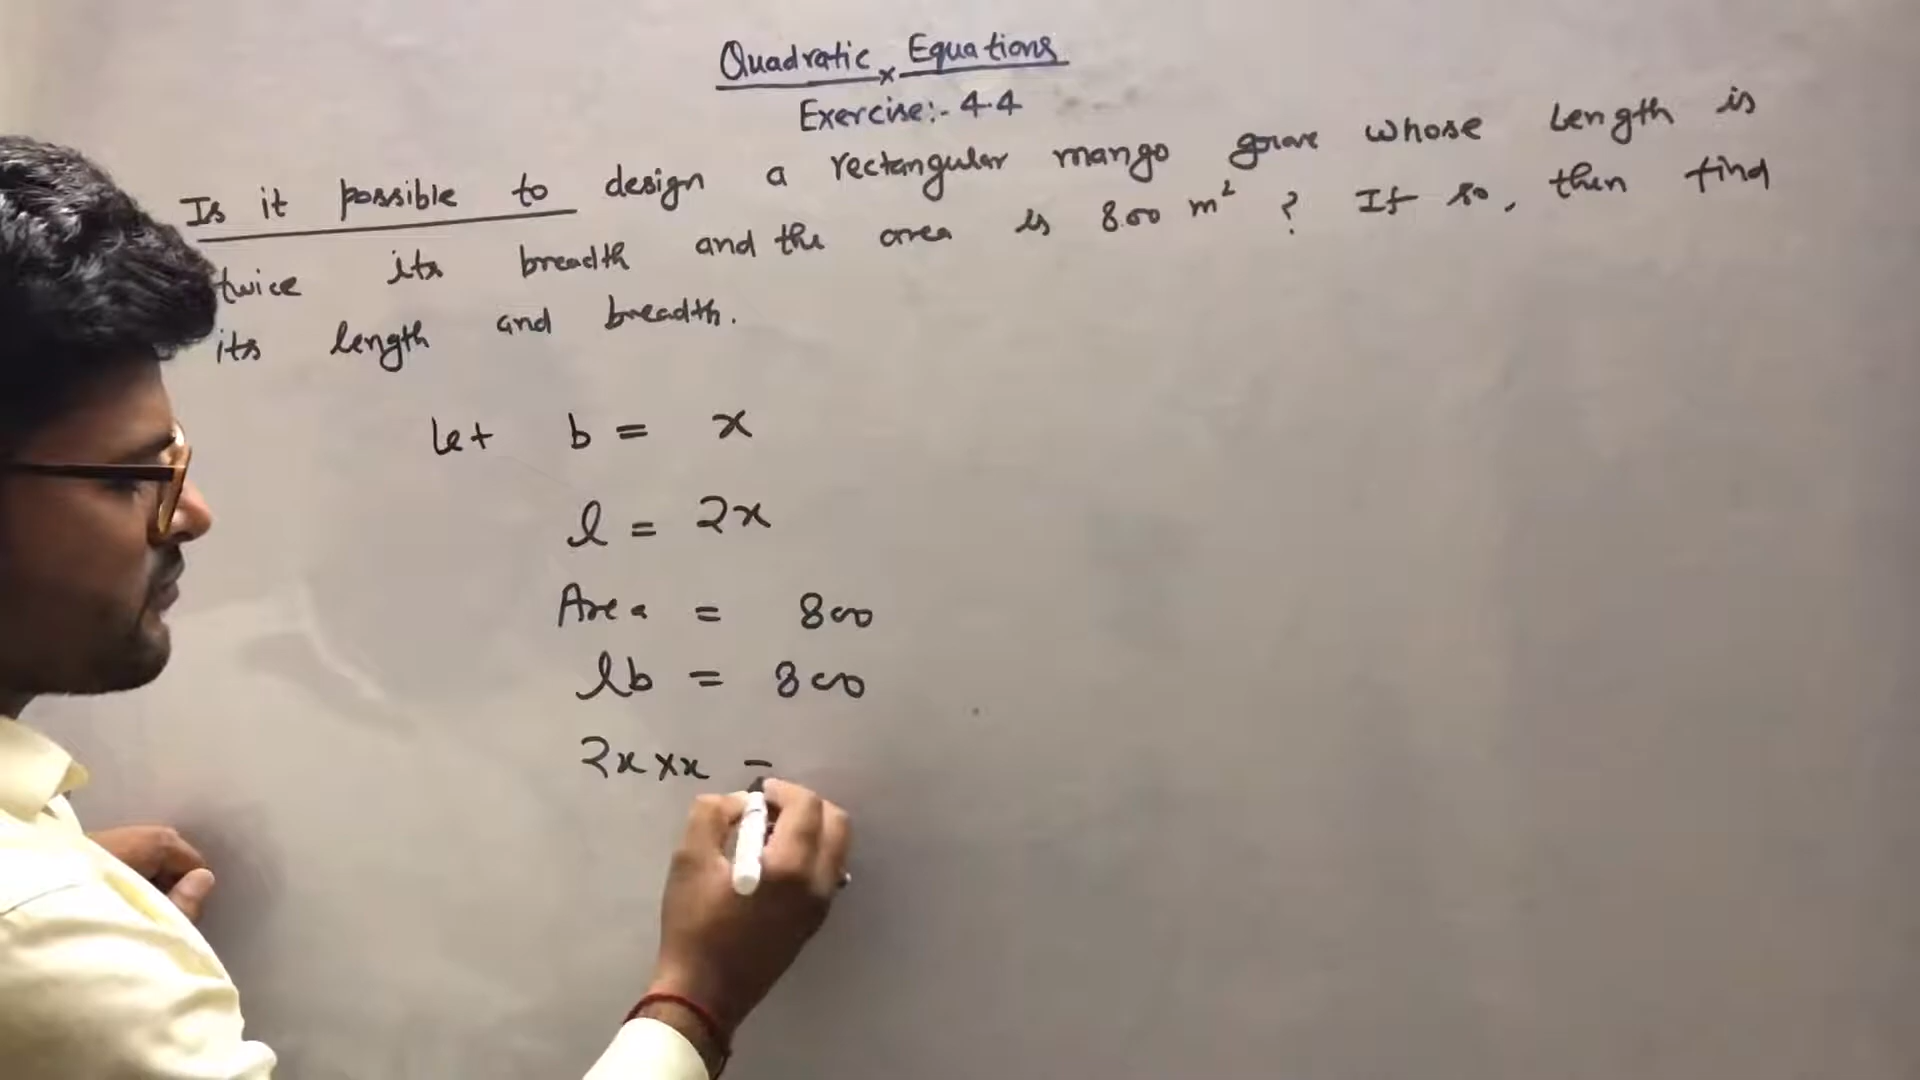 Quadratic Equations
Exercise:- 4.4
Is it possible to design a rectangular mango grove whose length is
twice its breadth and the area is 800 m² ? If so, then find
its length and breadth.
let b = x
l = 2x
Area = 800
lb = 800
2x × x =